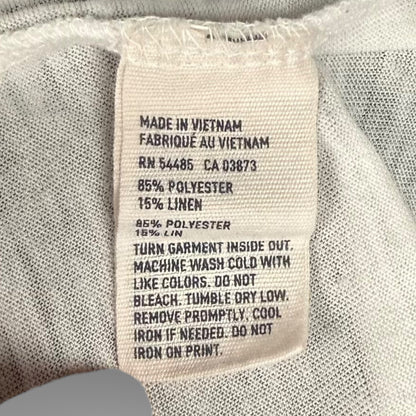 MADE IN VIETNAM
FABRIQUÉ AU VIETNAM
RN 54485 CA 03873
85% POLYESTER
15% LINEN
85% POLYESTER
15% LIN
TURN GARMENT INSIDE OUT.
MACHINE WASH COLD WITH
LIKE COLORS. DO NOT
BLEACH. TUMBLE DRY LOW.
REMOVE PROMPTLY. COOL
IRON IF NEEDED. DO NOT
IRON ON PRINT.